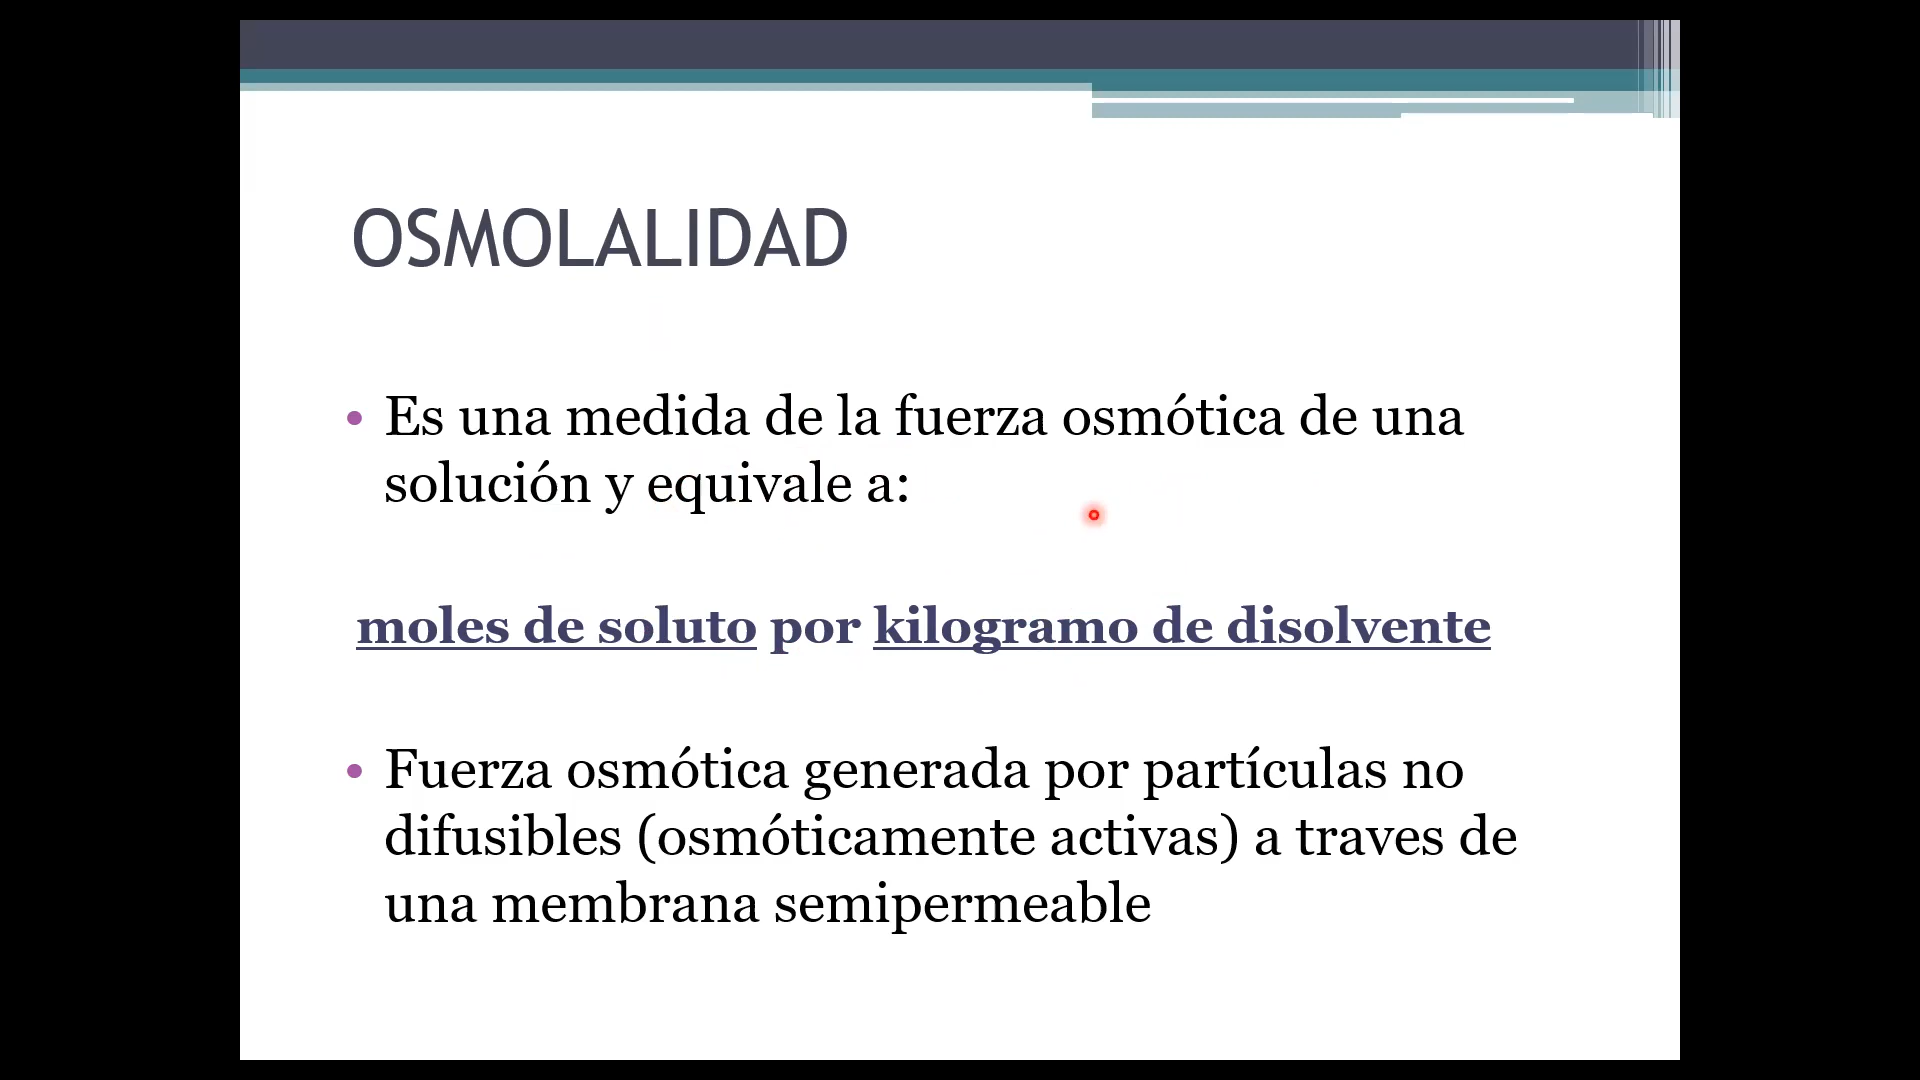 OSMOLALIDAD
• Es una medida de la fuerza osmótica de una
solución y equivale a:
moles de soluto por kilogramo de disolvente
• Fuerza osmótica generada por partículas no
difusibles (osmóticamente activas) a traves de
una membrana semipermeable